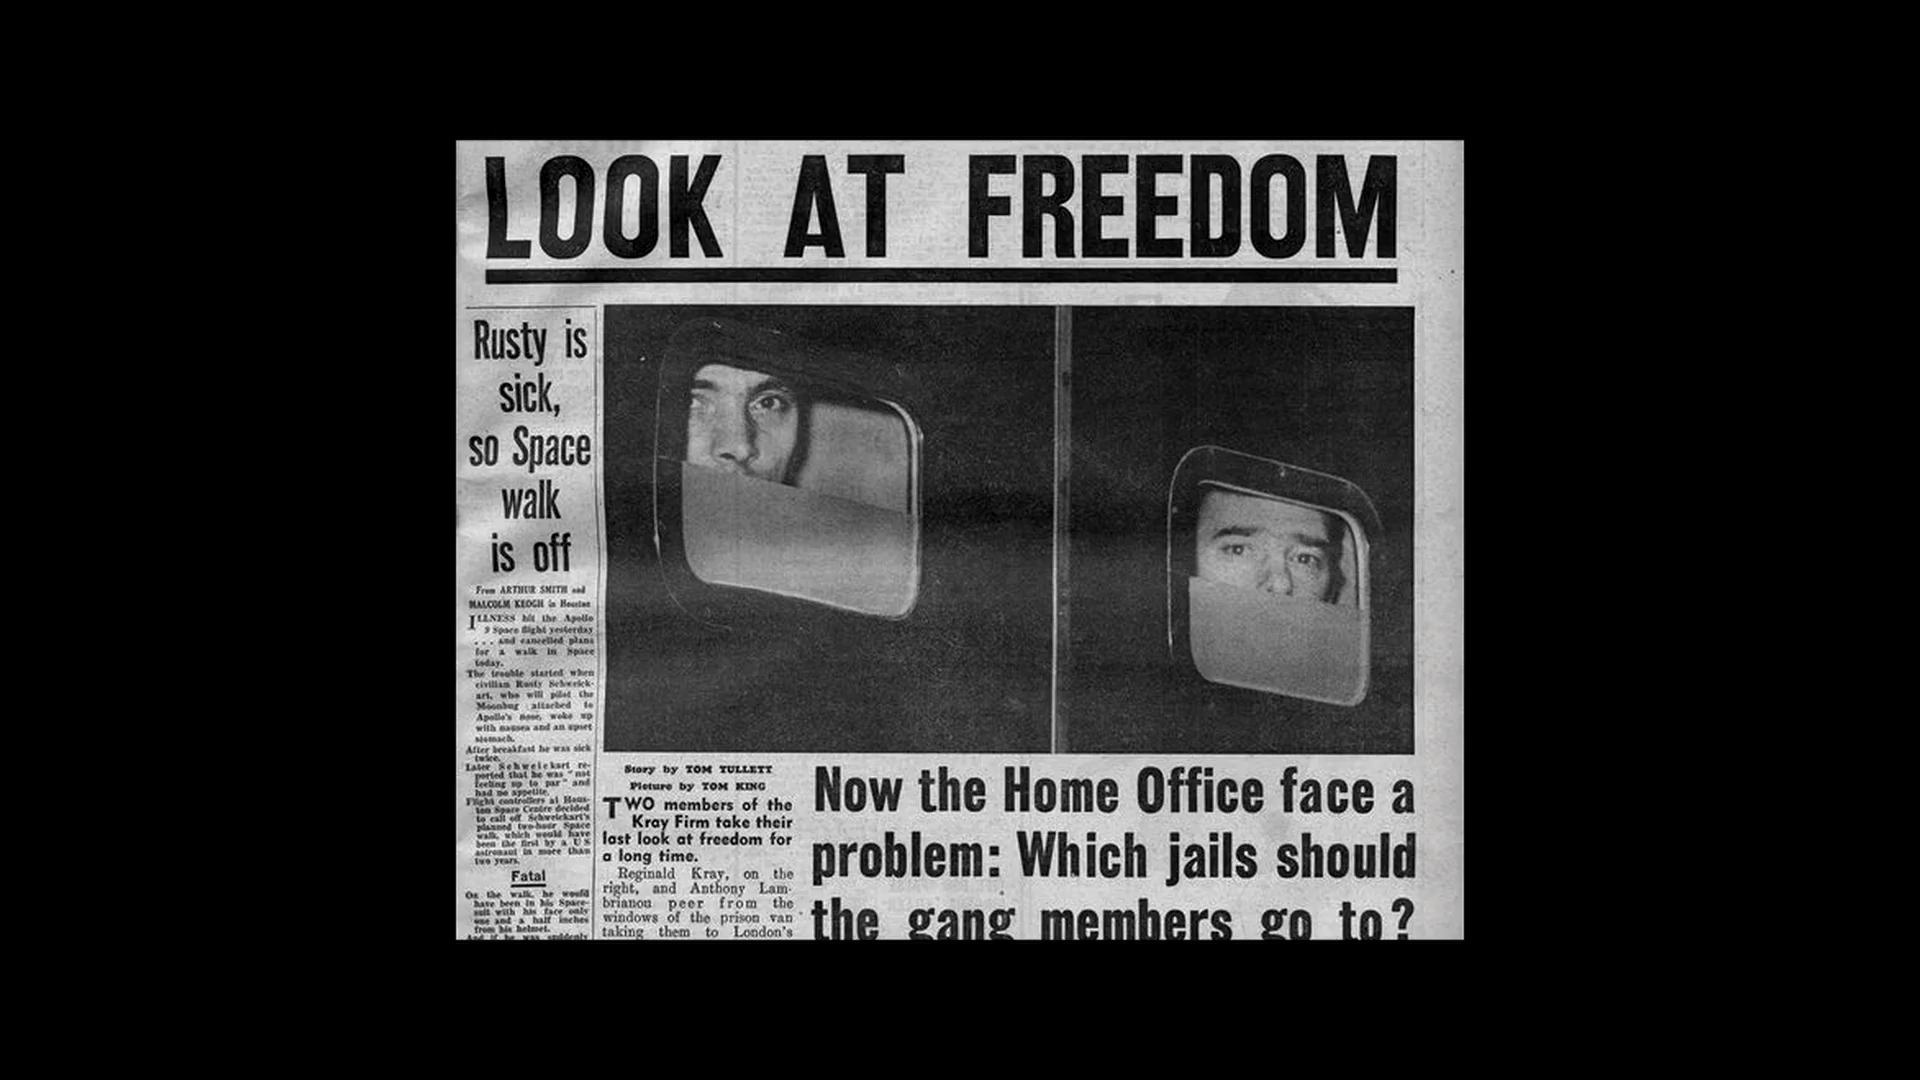 LOOK AT FREEDOM
Rusty is
sick,
so Space
walk
is off
From ARTHUR SMITH and
MALCOLM KEOGH in Houston
ILLNESS hit the Apollo
9 Space flight yesterday
. . . and cancelled plans
for a walk in Space
today.
The trouble started when
civilian Rusty Schweick-
art, who will pilot the
Moonbug attached to
Apollo's nose, woke up
with nausea and an upset
stomach.
After breakfast he was sick
twice.
Later Schweickart re-
ported that he was "not
feeling up to par" and
had no appetite.
Flight controllers at Hous-
ton Space Centre decided
to call off Schweickart's
planned two-hour Space
walk, which would have
been the first by a US
astronaut in more than
two years.
Fatal
On the walk, he would
have been in his Space-
suit with his face only
one and a half inches
from his helmet.
And if he was suddenly
Story by TOM TULLETT
Picture by TOM KING
TWO members of the
Kray Firm take their
last look at freedom for
a long time.
Reginald Kray, on the
right, and Anthony Lam-
brianou peer from the
windows of the prison van
taking them to London's
Now the Home Office face a
problem: Which jails should
the gang members go to?